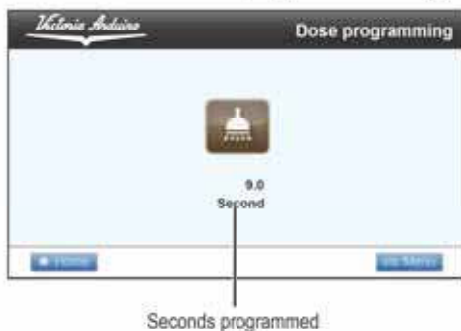 Victoria Arduino
Dose programming
9.0
Second
Home
Menu
Seconds programmed